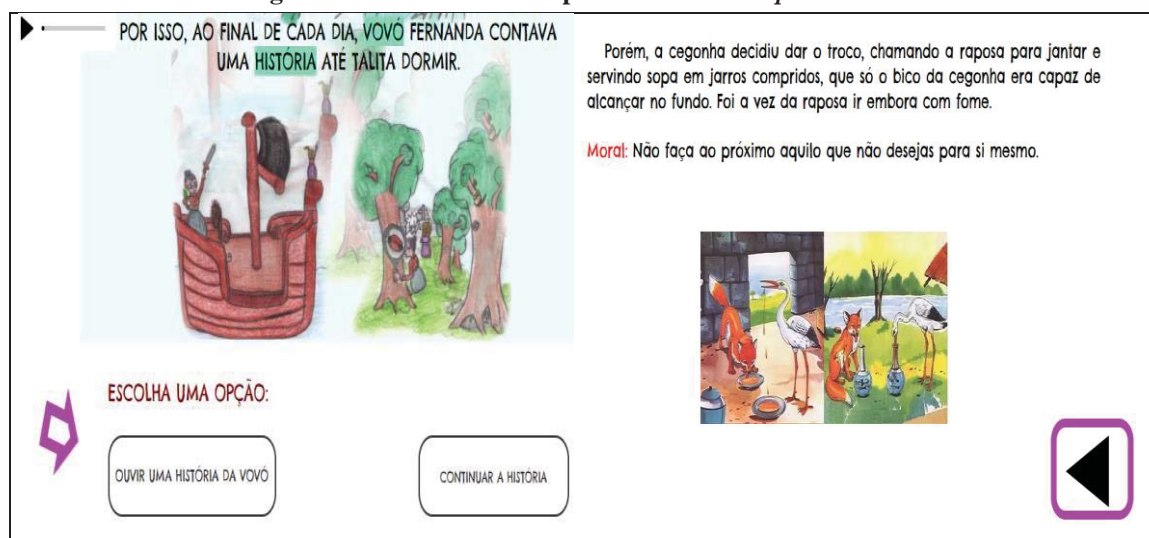 POR ISSO, AO FINAL DE CADA DIA, VOVÓ FERNANDA CONTAVA
UMA HISTÓRIA ATÉ TALITA DORMIR.
ESCOLHA UMA OPÇÃO:
OUVIR UMA HISTÓRIA DA VOVÓ
CONTINUAR A HISTÓRIA
Porém, a cegonha decidiu dar o troco, chamando a raposa para jantar e
servindo sopa em jarros compridos, que só o bico da cegonha era capaz de
alcançar no fundo. Foi a vez da raposa ir embora com fome.
Moral: Não faça ao próximo aquilo que não desejas para si mesmo.